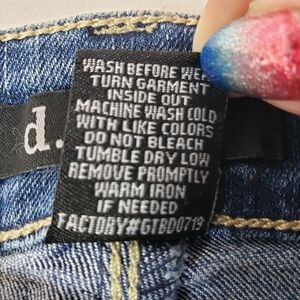 d.
WASH BEFORE WEAR
TURN GARMENT
INSIDE OUT
MACHINE WASH COLD
WITH LIKE COLORS
DO NOT BLEACH
TUMBLE DRY LOW
REMOVE PROMPTLY
WARM IRON
IF NEEDED
FACTORY#GTBD0719